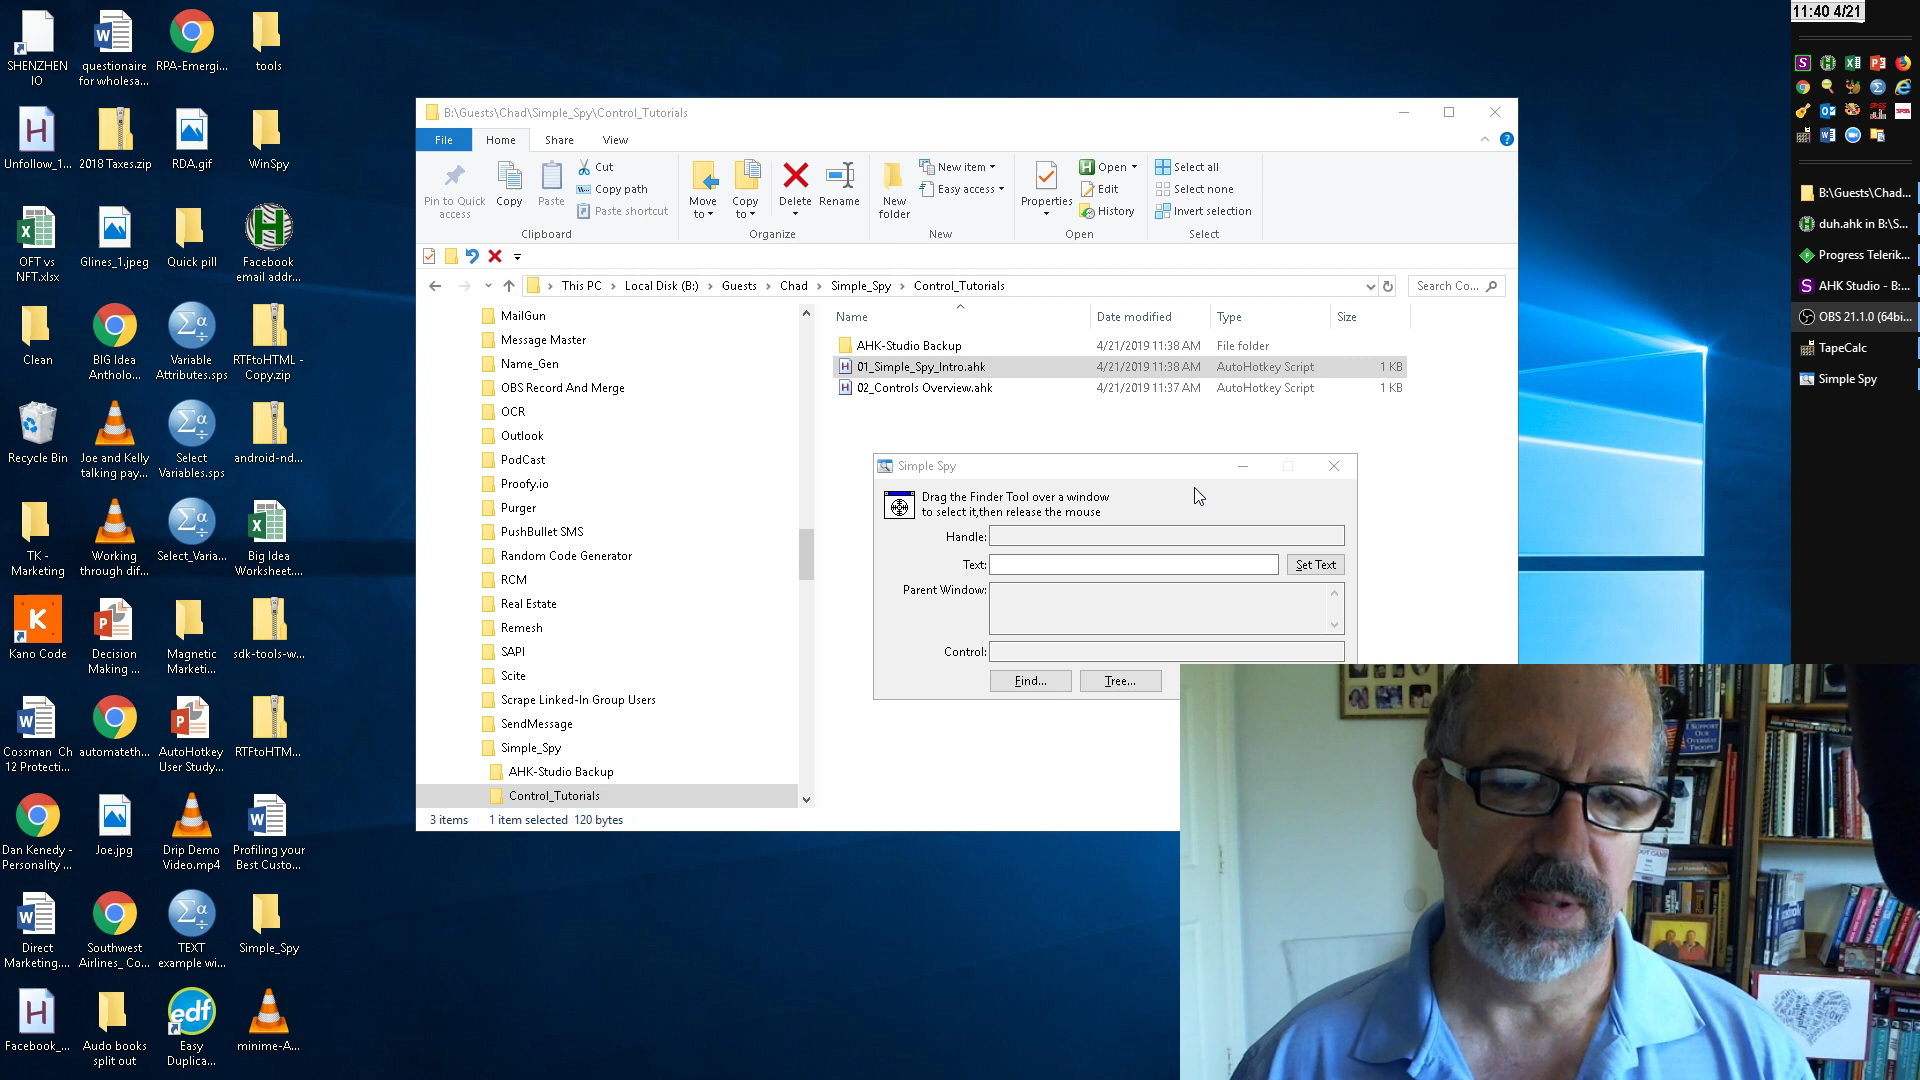 SHENZHEN
IO
questionaire
for wholesa...
RPA-Emergi...
tools
Unfollow_1...
2018 Taxes.zip
RDA.gif
WinSpy
OFT vs
NFT.xlsx
Glines_1.jpeg
Quick pill
Facebook
email addr...
Clean
BIG Idea
Antholo...
Variable
Attributes.sps
RTFtoHTML -
Copy.zip
Recycle Bin
Joe and Kelly
talking pay...
Select
Variables.sps
android-nd...
TK -
Marketing
Working
through dif...
Select_Varia...
Big Idea
Worksheet....
Kano Code
Decision
Making ...
Magnetic
Marketi...
sdk-tools-w...
Cossman_Ch
12 Protecti...
automateth...
AutoHotkey
User Study...
RTFtoHTM...
Dan Kenedy -
Personality ...
Joe.jpg
Drip Demo
Video.mp4
Profiling your
Best Custo...
Direct
Marketing....
Southwest
Airlines_ Co...
TEXT
example wi...
Simple_Spy
Facebook_...
Audo books
split out
edf
Easy
Duplica...
minime-A...
B:\Guests\Chad\Simple_Spy\Control_Tutorials
File
Home
Share
View
Pin to Quick
access
Copy
Paste
Cut
Copy path
Paste shortcut
Clipboard
Move
to
Copy
to
Delete
Rename
Organize
New
folder
New item
Easy access
New
Properties
Open
Edit
History
Open
Select all
Select none
Invert selection
Select
This PC
Local Disk (B:)
Guests
Chad
Simple_Spy
Control_Tutorials
Search Co...
MailGun
Message Master
Name_Gen
OBS Record And Merge
OCR
Outlook
PodCast
Proofy.io
Purger
PushBullet SMS
Random Code Generator
RCM
Real Estate
Remesh
SAPI
Scite
Scrape Linked-In Group Users
SendMessage
Simple_Spy
AHK-Studio Backup
Control_Tutorials
Name
Date modified
Type
Size
AHK-Studio Backup
4/21/2019 11:38 AM
File folder
01_Simple_Spy_Intro.ahk
4/21/2019 11:38 AM
AutoHotkey Script
1 KB
02_Controls Overview.ahk
4/21/2019 11:37 AM
AutoHotkey Script
1 KB
3 items
1 item selected 120 bytes
Simple Spy
Drag the Finder Tool over a window
to select it,then release the mouse
Handle:
Text:
Set Text
Parent Window:
Control:
Find...
Tree...
11:40 4/21
B:\Guests\Chad...
duh.ahk in B:\S...
Progress Telerik...
AHK Studio - B:...
OBS 21.1.0 (64bi...
TapeCalc
Simple Spy
I SUPPORT
OUR
OVERSEAS
TROOPS